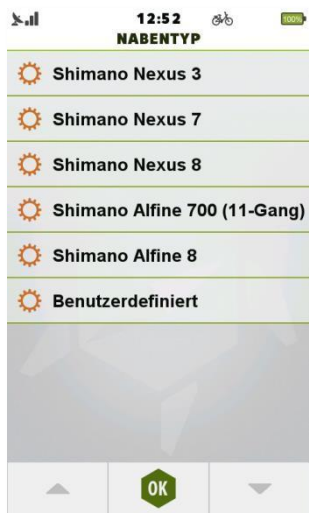 12:52
100%
NABENTYP
Shimano Nexus 3
Shimano Nexus 7
Shimano Nexus 8
Shimano Alfine 700 (11-Gang)
Shimano Alfine 8
Benutzerdefiniert
OK